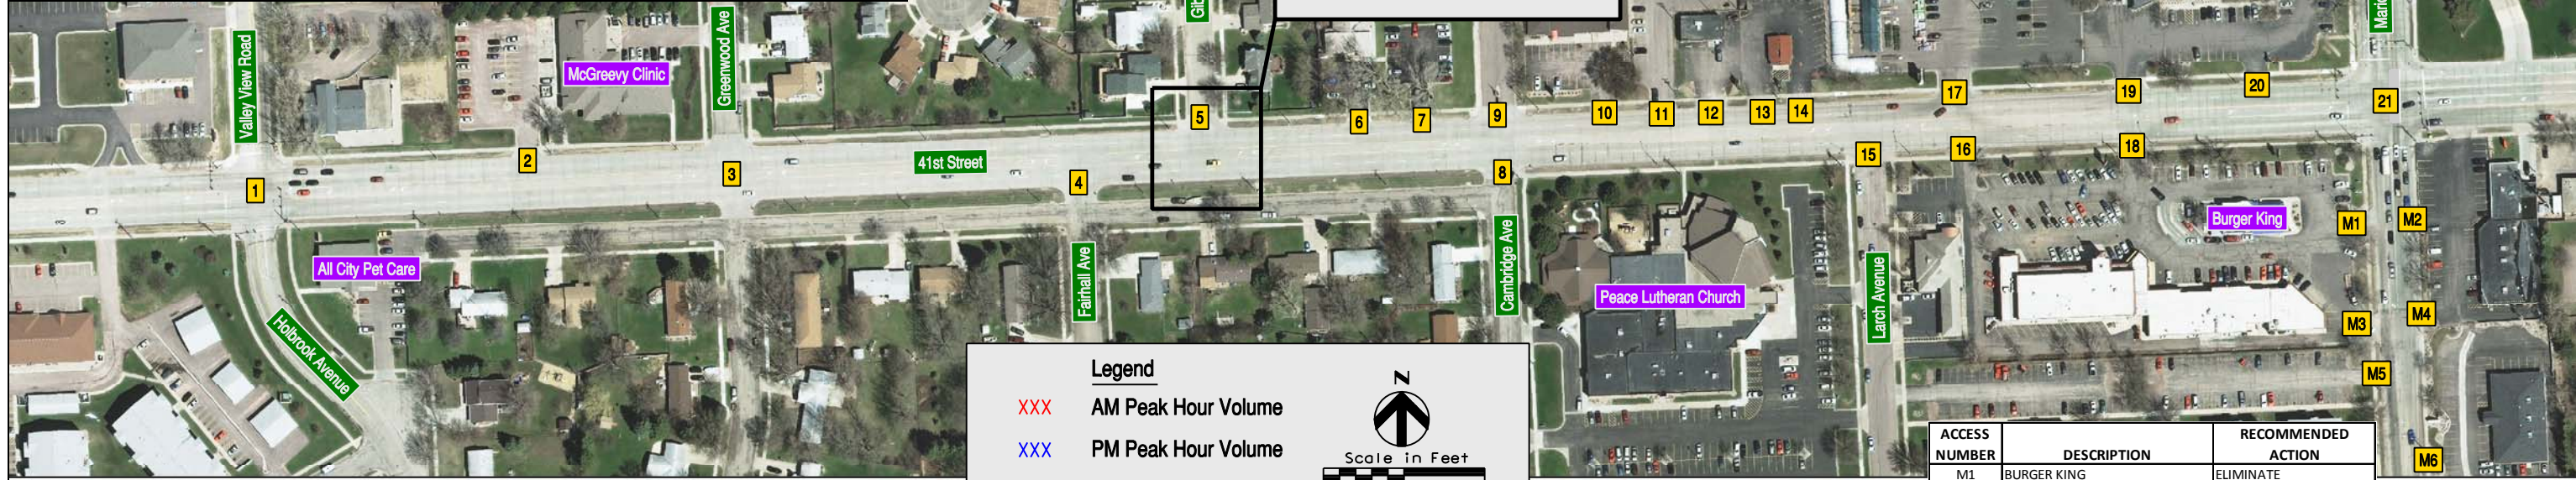 Valley View Road
McGreevy Clinic
Greenwood Ave
Gib
Mario
1
2
3
41st Street
4
5
6
7
8
9
10
11
12
13
14
15
16
17
18
19
20
21
All City Pet Care
Holbrook Avenue
Fairhall Ave
Cambridge Ave
Peace Lutheran Church
Larch Avenue
Burger King
M1
M2
M3
M4
M5
M6
Legend
XXX AM Peak Hour Volume
XXX PM Peak Hour Volume
N
Scale in Feet
ACCESS NUMBER DESCRIPTION RECOMMENDED ACTION
M1 BURGER KING ELIMINATE